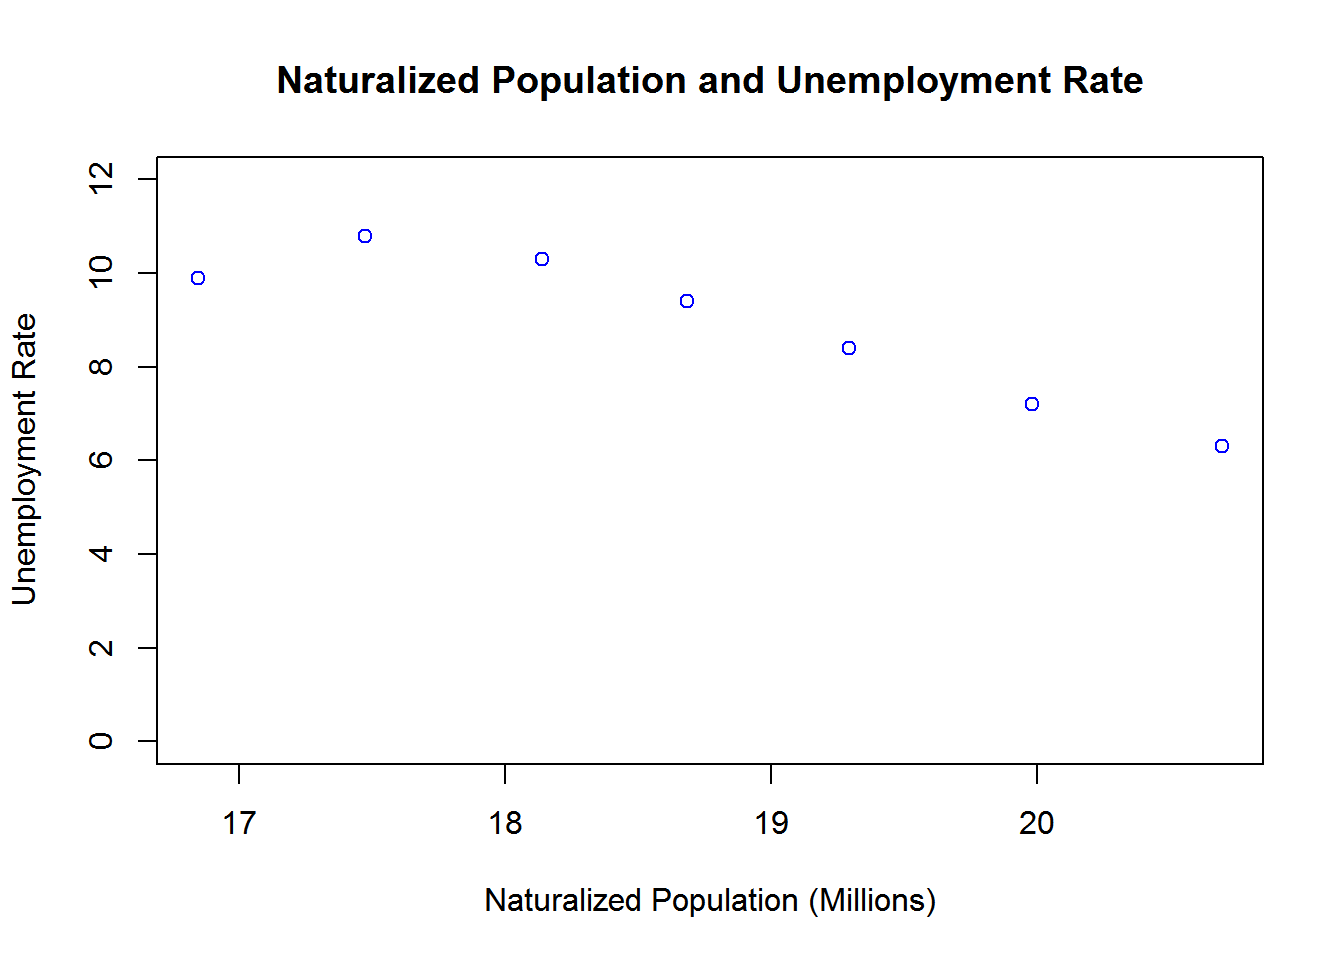 Naturalized Population and Unemployment Rate
Unemployment Rate
12
10
8
6
4
2
0
17 18 19 20
Naturalized Population (Millions)